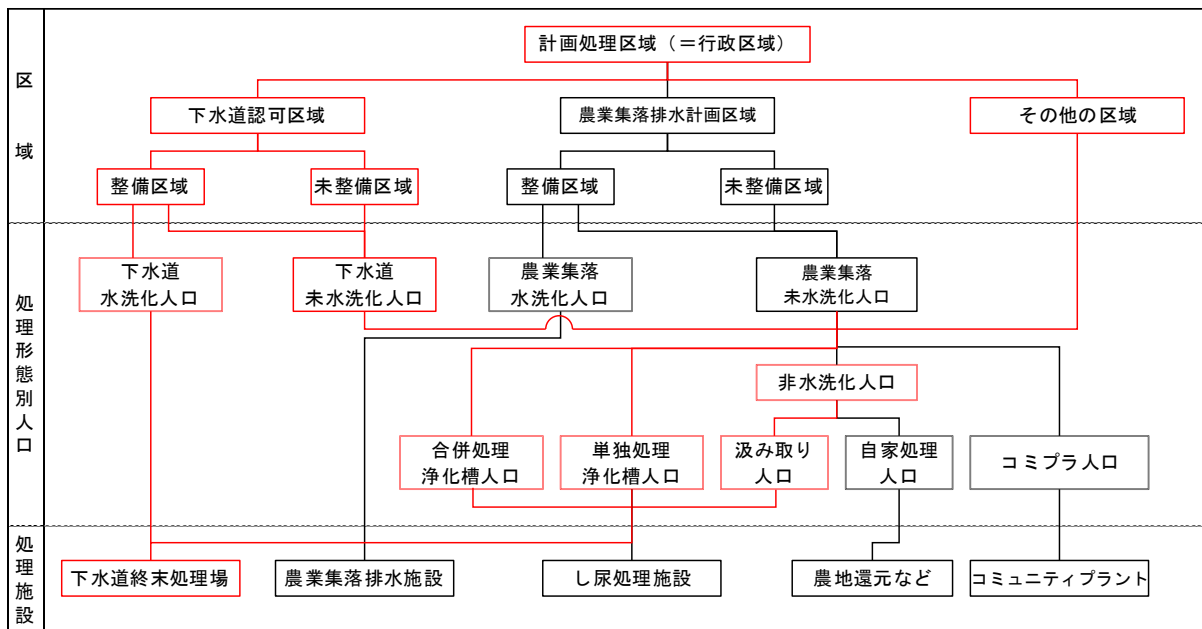 区域
計画処理区域（＝行政区域）
下水道認可区域
農業集落排水計画区域
その他の区域
整備区域
未整備区域
整備区域
未整備区域
処理形態別人口
下水道
水洗化人口
下水道
未水洗化人口
農業集落
水洗化人口
農業集落
未水洗化人口
非水洗化人口
合併処理
浄化槽人口
単独処理
浄化槽人口
汲み取り
人口
自家処理
人口
コミプラ人口
処理施設
下水道終末処理場
農業集落排水施設
し尿処理施設
農地還元など
コミュニティプラント